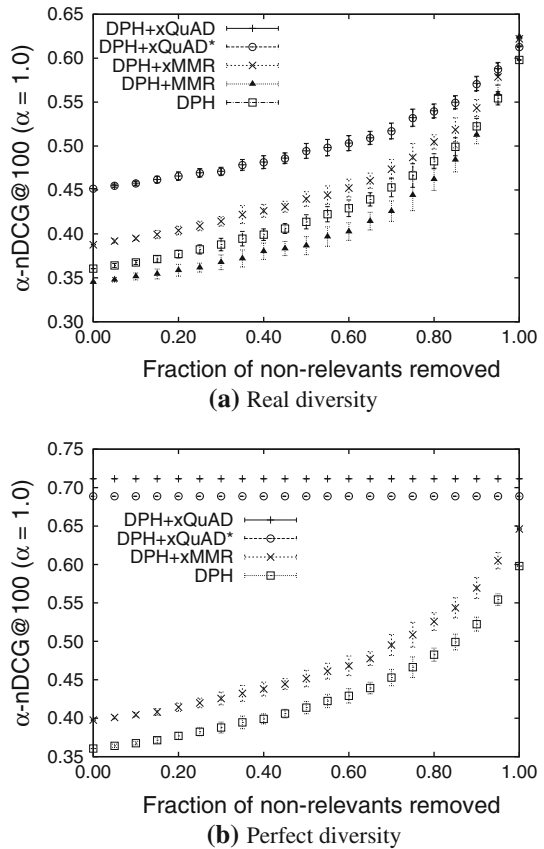 α-nDCG@100 (α = 1.0)
0.65
0.60
0.55
0.50
0.45
0.40
0.35
0.30
DPH+xQuAD
DPH+xQuAD*
DPH+xMMR
DPH+MMR
DPH
0.00 0.20 0.40 0.60 0.80 1.00
Fraction of non-relevants removed
(a) Real diversity
α-nDCG@100 (α = 1.0)
0.75
0.70
0.65
0.60
0.55
0.50
0.45
0.40
0.35
DPH+xQuAD
DPH+xQuAD*
DPH+xMMR
DPH
0.00 0.20 0.40 0.60 0.80 1.00
Fraction of non-relevants removed
(b) Perfect diversity